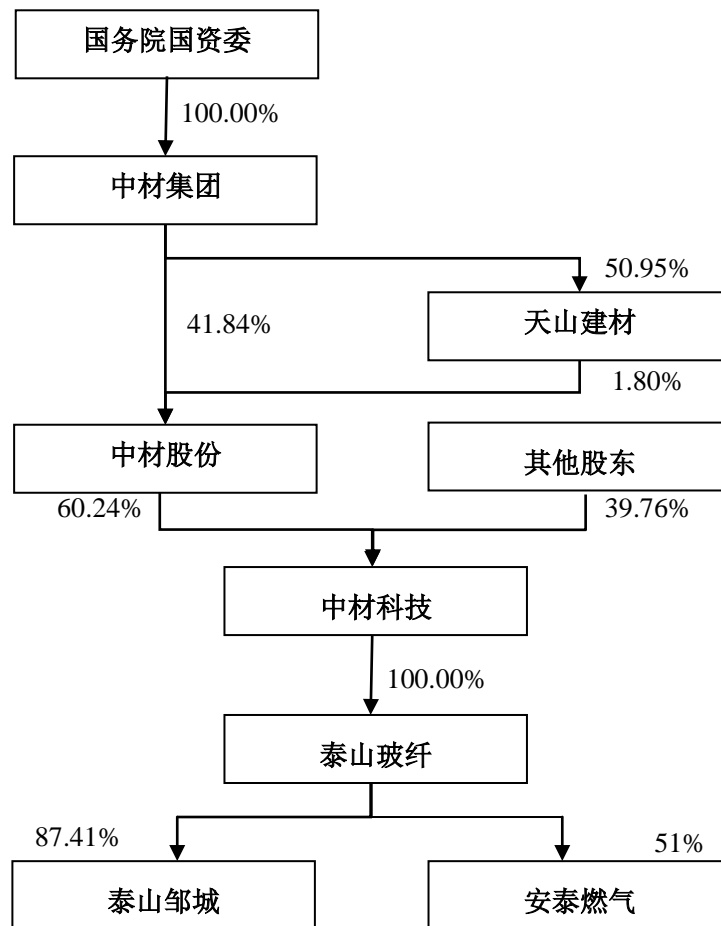 国务院国资委
100.00%
中材集团
50.95%
41.84%
天山建材
1.80%
中材股份
其他股东
60.24%
39.76%
中材科技
100.00%
泰山玻纤
87.41%
51%
泰山邹城
安泰燃气